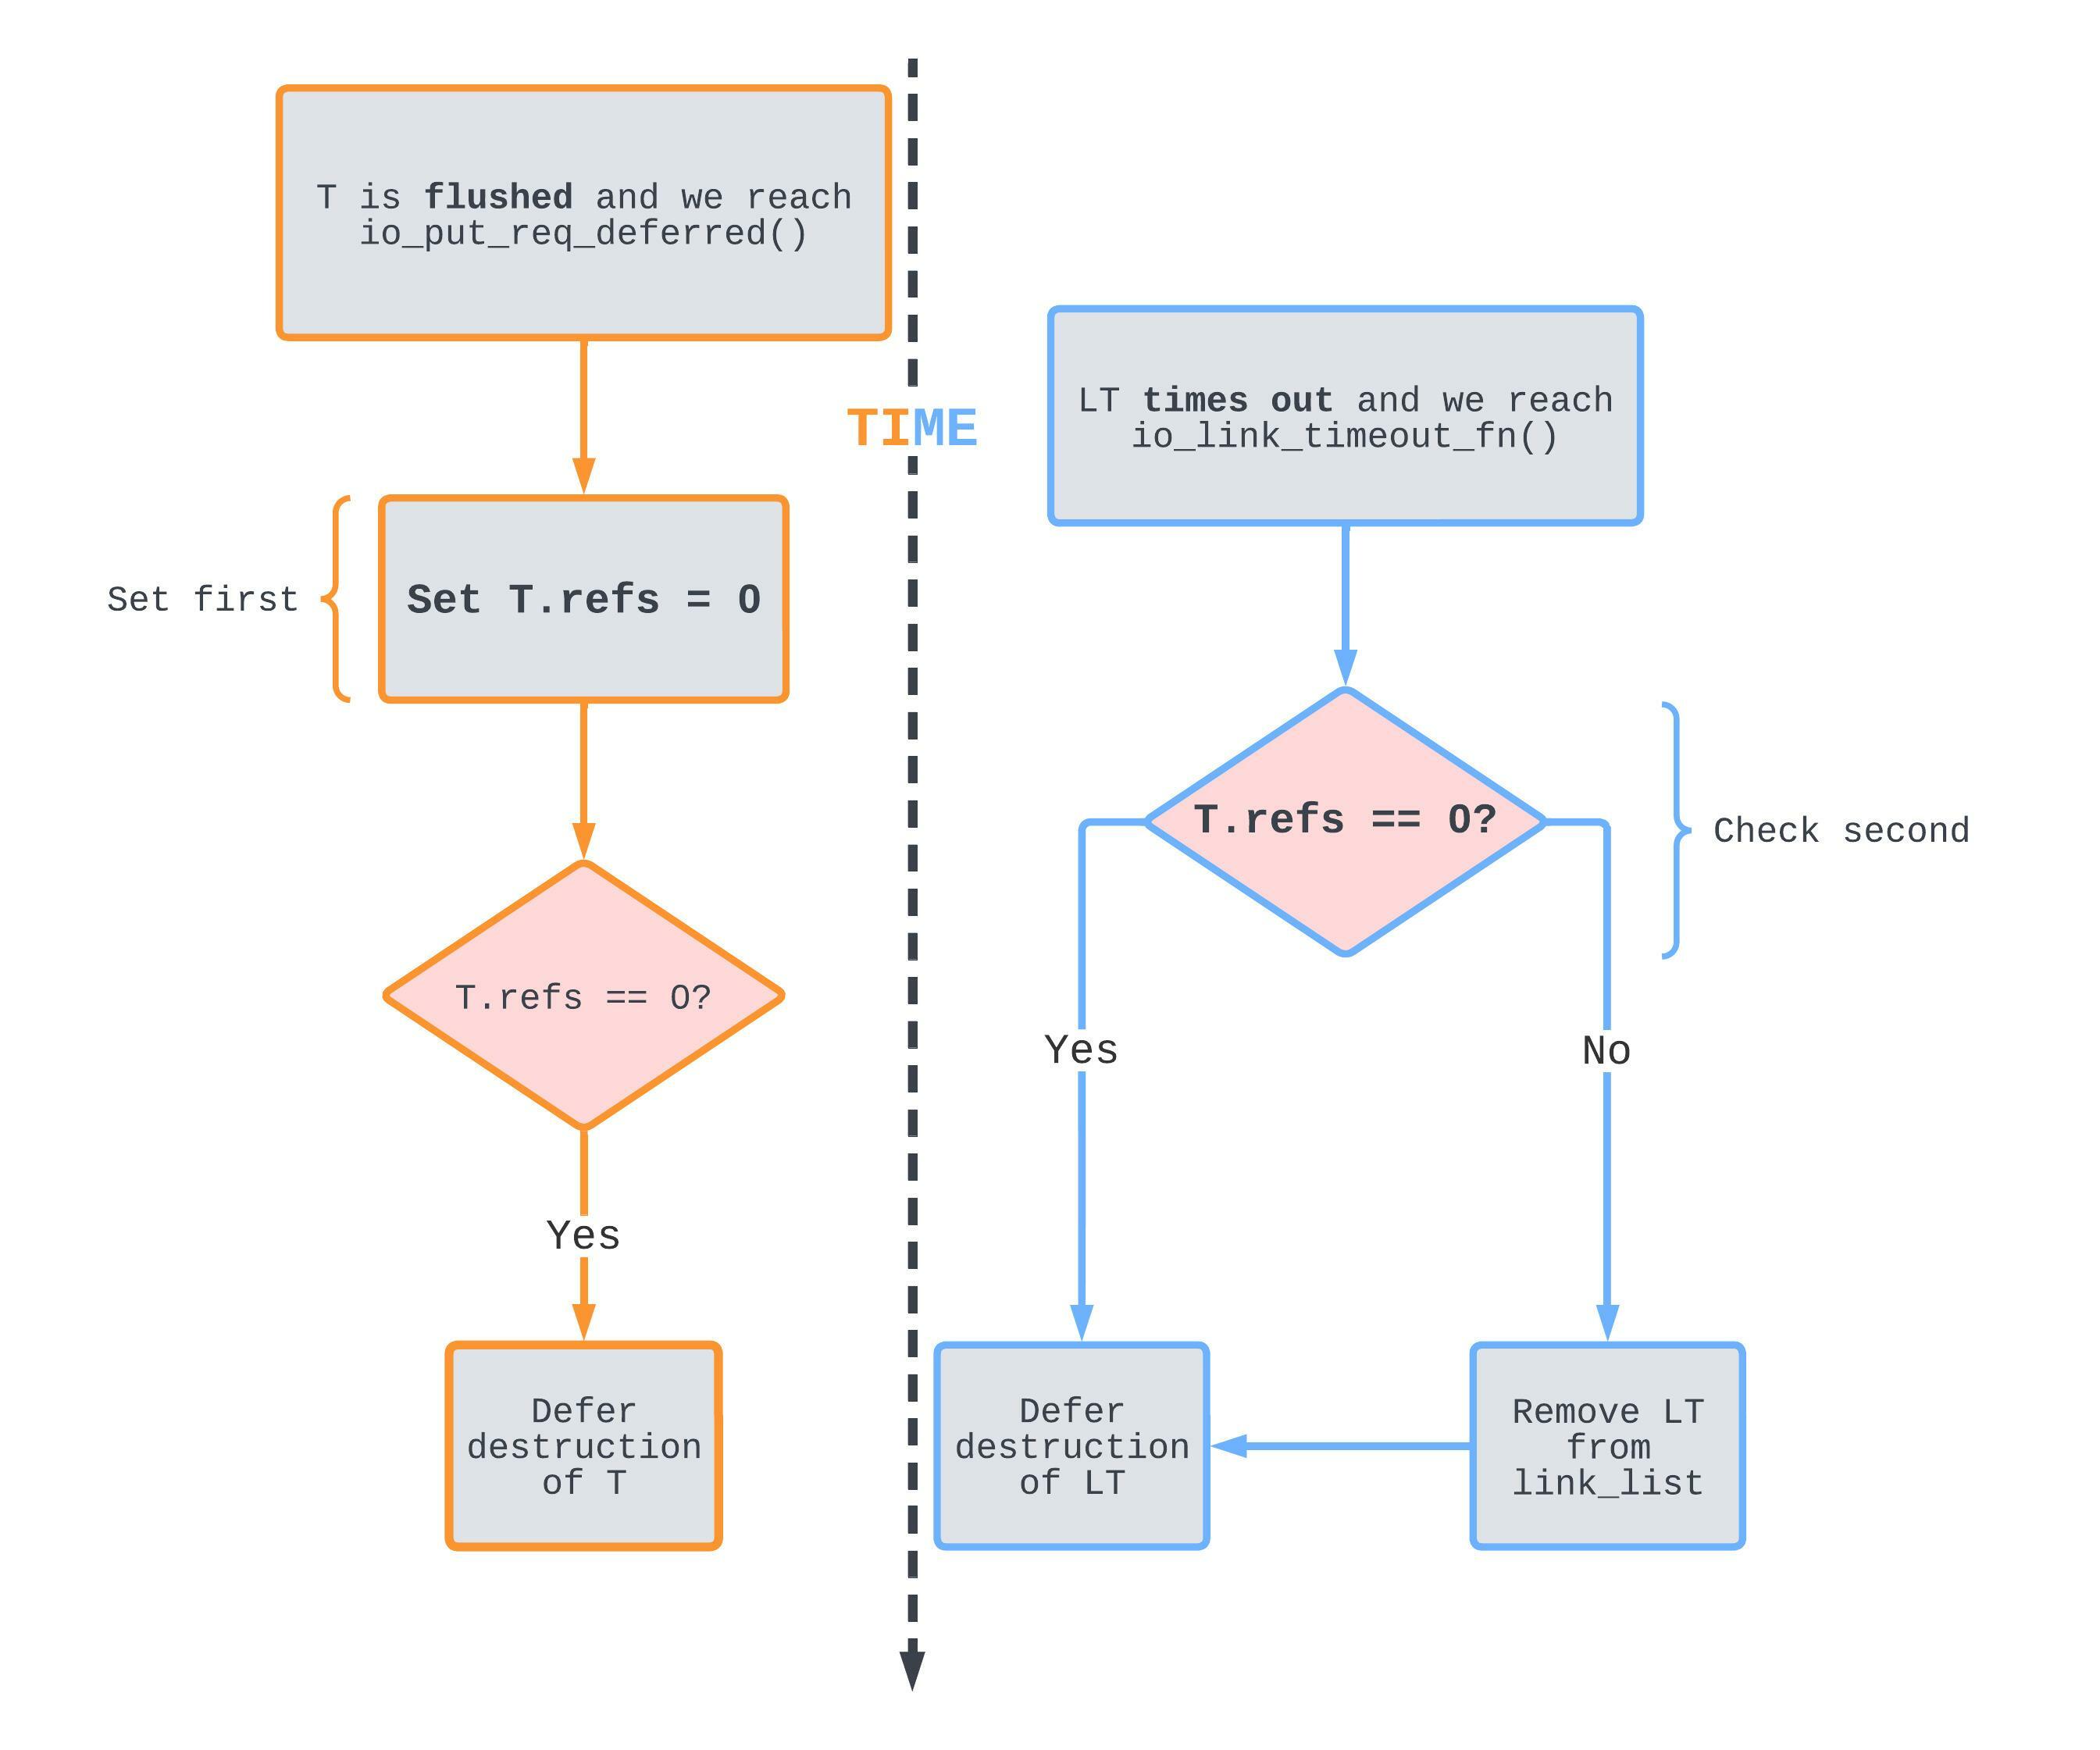 T is flushed and we reach
io_put_req_deferred()
TIME
LT times out and we reach
io_link_timeout_fn()
Set first
Set T.refs = 0
T.refs == 0?
Check second
T.refs == 0?
Yes
No
Yes
Defer
destruction
of T
Defer
destruction
of LT
Remove LT
from
link_list